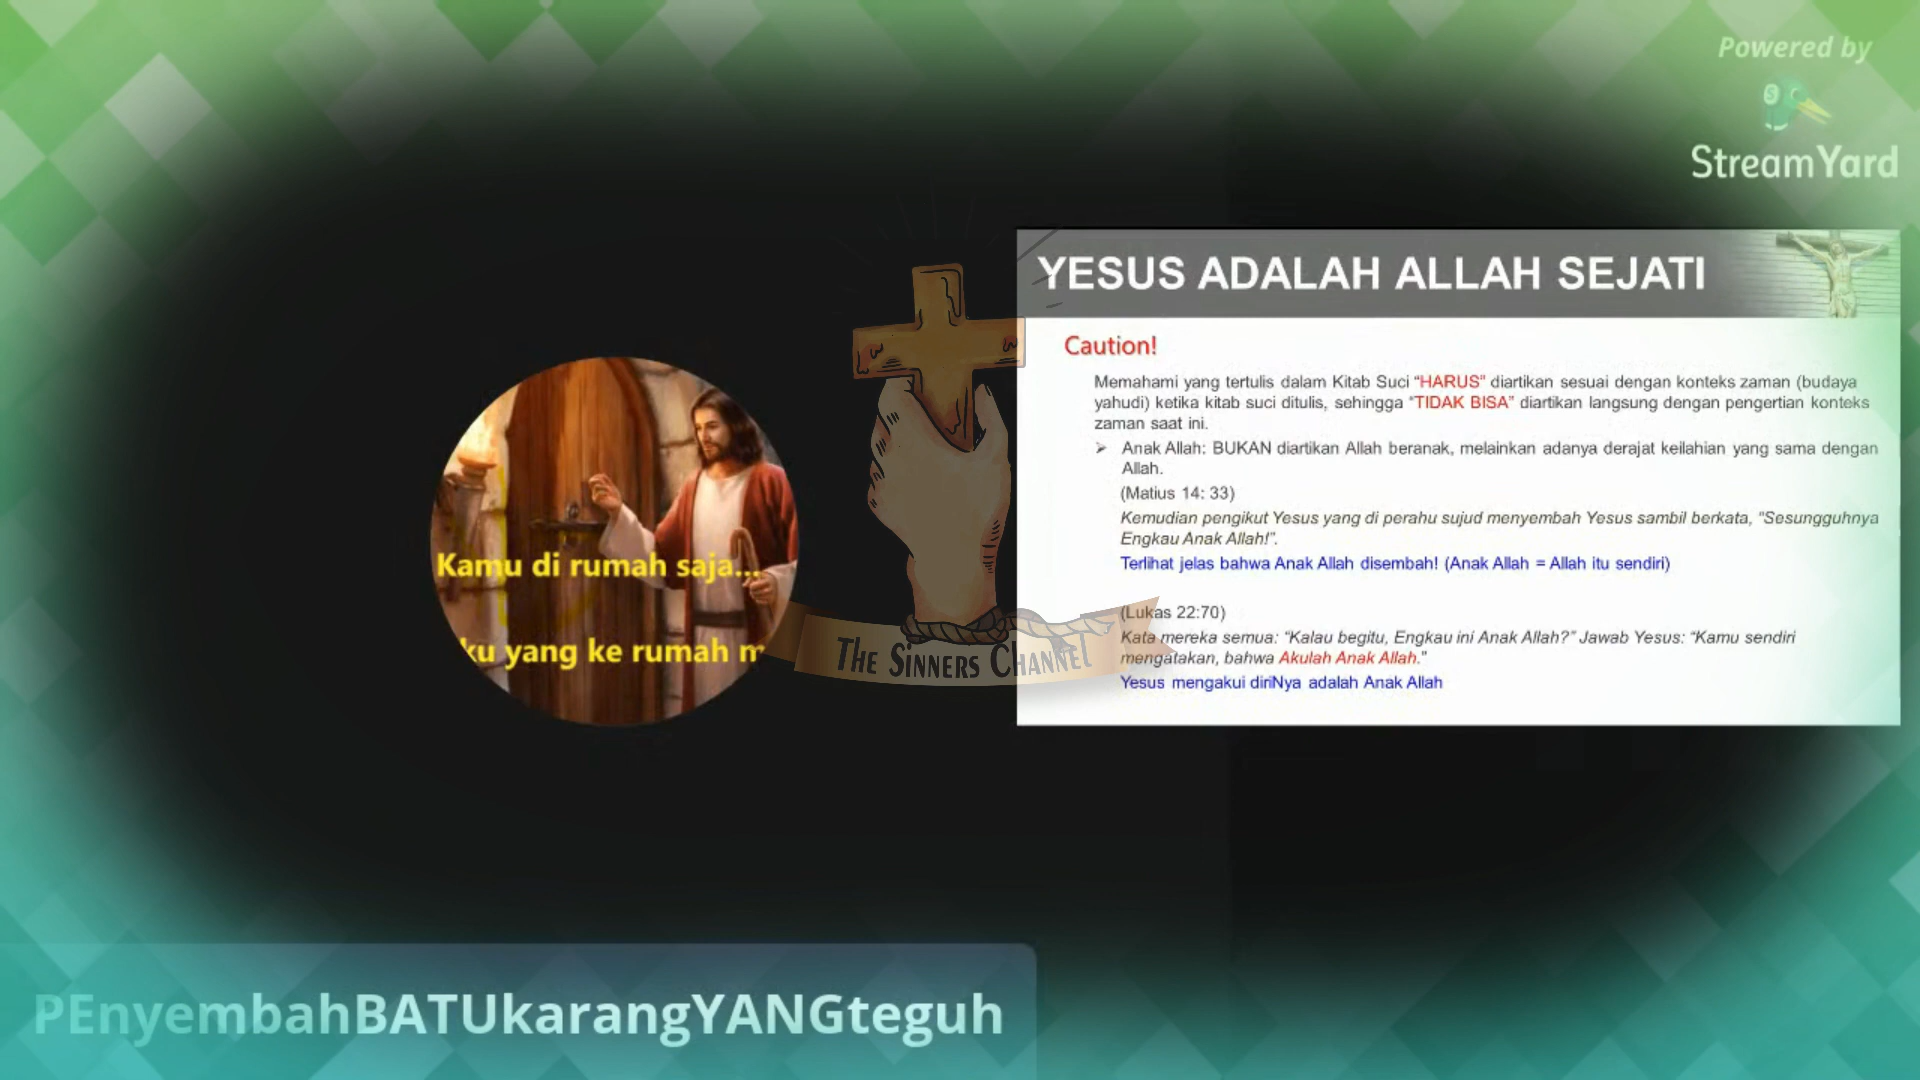 Powered by
StreamYard
YESUS ADALAH ALLAH SEJATI
Caution!
Memahami yang tertulis dalam Kitab Suci “HARUS” diartikan sesuai dengan konteks zaman (budaya
yahudi) ketika kitab suci ditulis, sehingga “TIDAK BISA” diartikan langsung dengan pengertian konteks
zaman saat ini.
➢ Anak Allah: BUKAN diartikan Allah beranak, melainkan adanya derajat keilahian yang sama dengan
Allah.
(Matius 14: 33)
Kemudian pengikut Yesus yang di perahu sujud menyembah Yesus sambil berkata, “Sesungguhnya
Engkau Anak Allah!”.
Terlihat jelas bahwa Anak Allah disembah! (Anak Allah = Allah itu sendiri)
(Lukas 22:70)
Kata mereka semua: “Kalau begitu, Engkau ini Anak Allah?” Jawab Yesus: “Kamu sendiri
mengatakan, bahwa Akulah Anak Allah.”
Yesus mengakui diriNya adalah Anak Allah
Kamu di rumah saja...
ku yang ke rumah m
THE SINNERS CHANNEL
PEnyembahBATUkarangYANGteguh